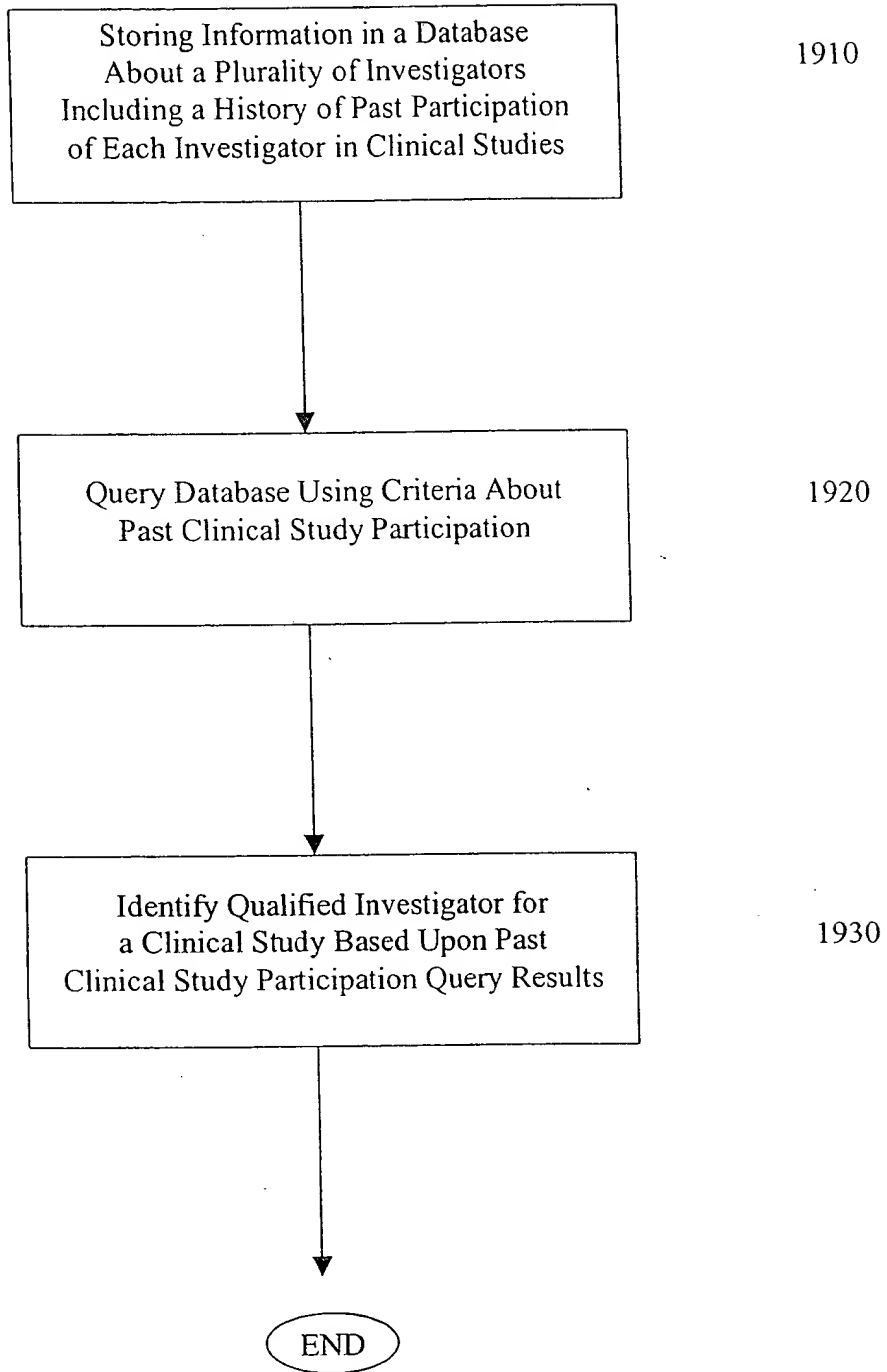 Storing Information in a Database
About a Plurality of Investigators
Including a History of Past Participation
of Each Investigator in Clinical Studies
1910
Query Database Using Criteria About
Past Clinical Study Participation
1920
Identify Qualified Investigator for
a Clinical Study Based Upon Past
Clinical Study Participation Query Results
1930
END